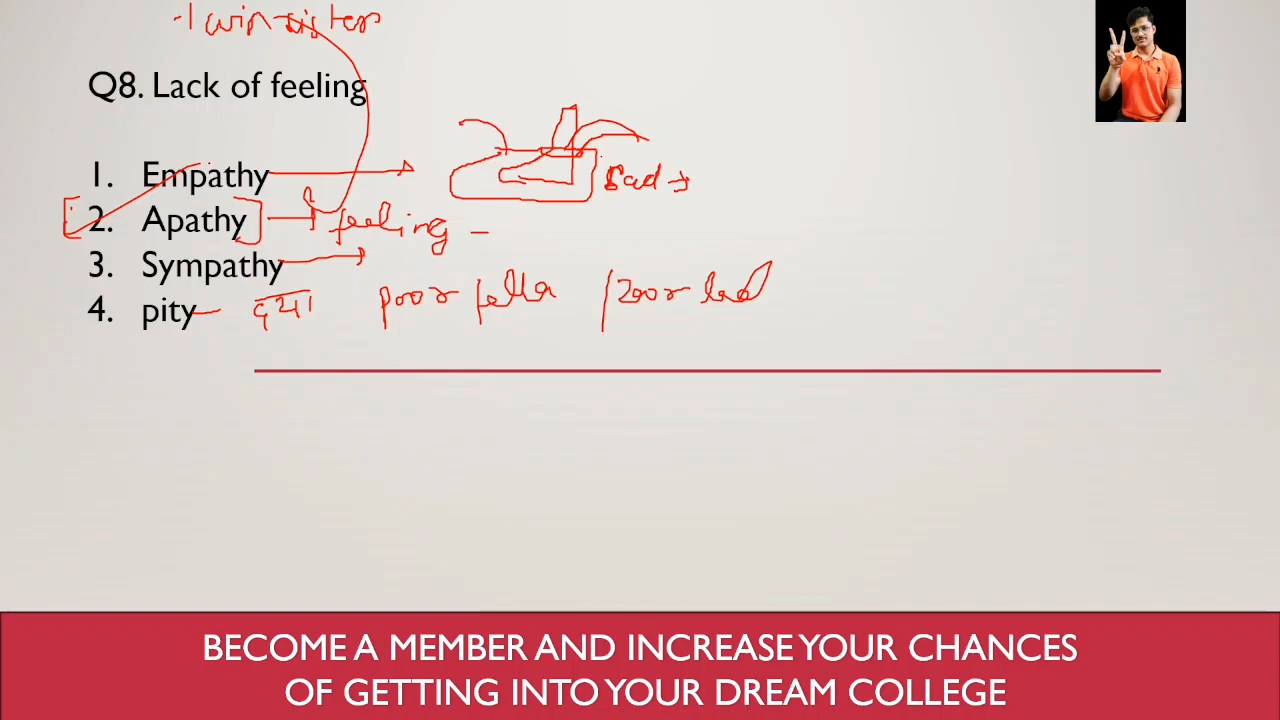 Twin sisters
Q8. Lack of feeling
1. Empathy
sad
2. Apathy
feeling -
3. Sympathy
4. pity - दया poor fella poor lad
BECOME A MEMBER AND INCREASE YOUR CHANCES
OF GETTING INTO YOUR DREAM COLLEGE